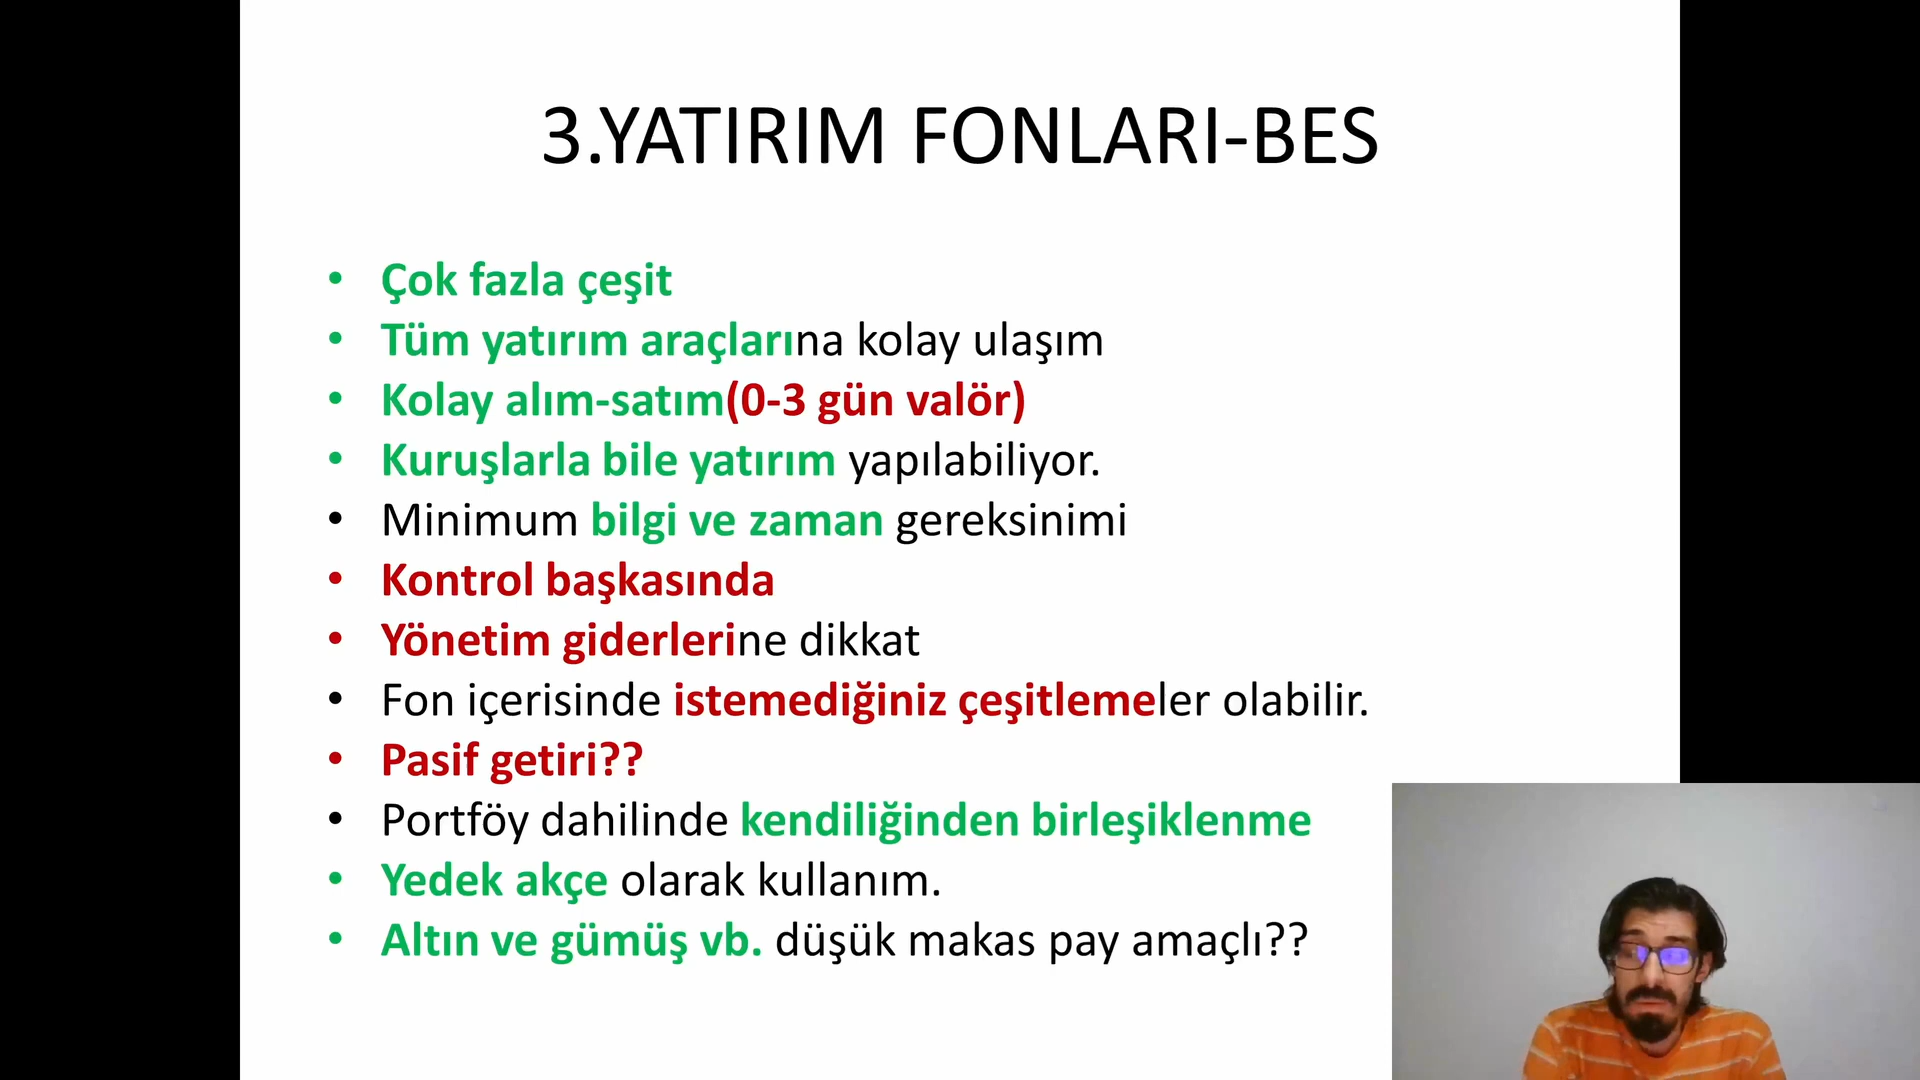 3.YATIRIM FONLARI-BES
• Çok fazla çeşit
• Tüm yatırım araçlarına kolay ulaşım
• Kolay alım-satım(0-3 gün valör)
• Kuruşlarla bile yatırım yapılabiliyor.
• Minimum bilgi ve zaman gereksinimi
• Kontrol başkasında
• Yönetim giderlerine dikkat
• Fon içerisinde istemediğiniz çeşitlemeler olabilir.
• Pasif getiri??
• Portföy dahilinde kendiliğinden birleşiklenme
• Yedek akçe olarak kullanım.
• Altın ve gümüş vb. düşük makas pay amaçlı??